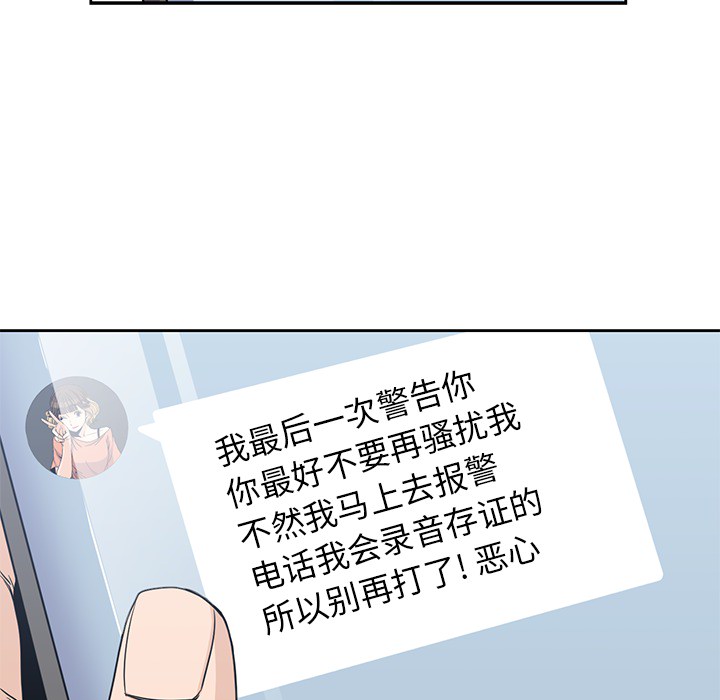 我最后一次警告你
你最好不要再骚扰我
不然我马上去报警
电话我会录音存证的
所以别再打了! 恶心